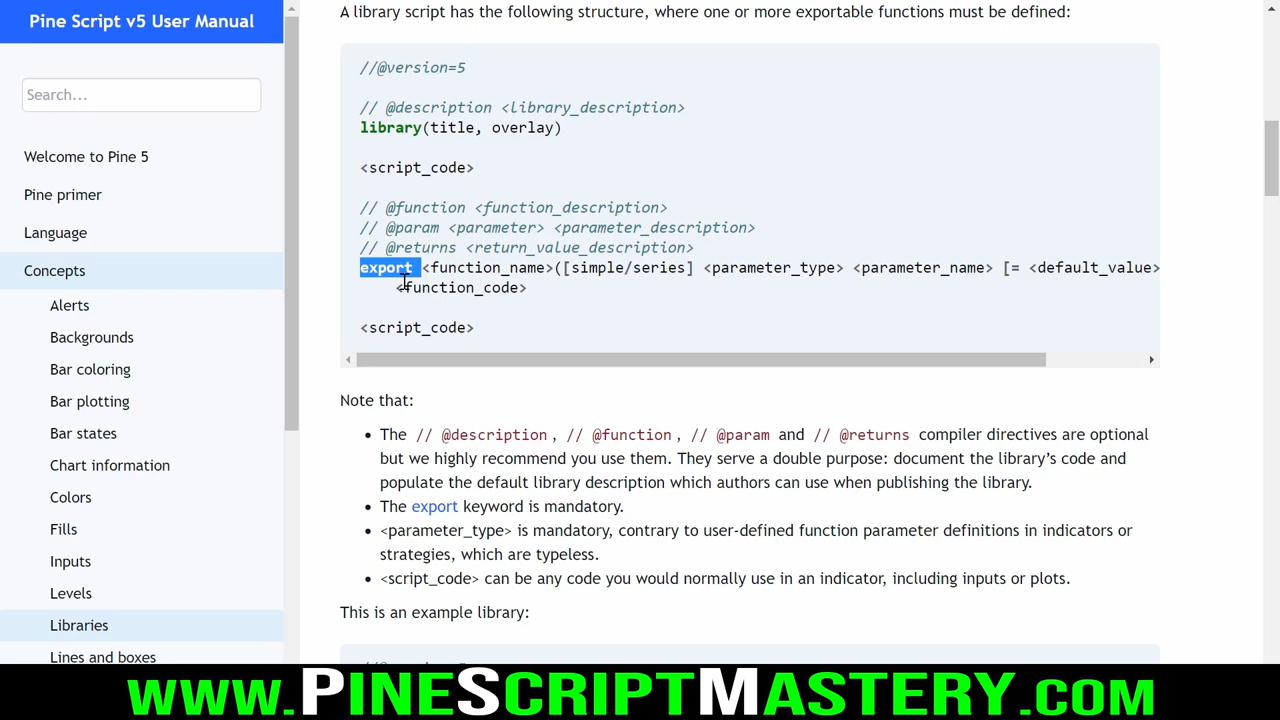 Pine Script v5 User Manual
Search...
Welcome to Pine 5
Pine primer
Language
Concepts
Alerts
Backgrounds
Bar coloring
Bar plotting
Bar states
Chart information
Colors
Fills
Inputs
Levels
Libraries
Lines and boxes
A library script has the following structure, where one or more exportable functions must be defined:
//@version=5
// @description <library_description>
library(title, overlay)
<script_code>
// @function <function_description>
// @param <parameter> <parameter_description>
// @returns <return_value_description>
export <function_name>([simple/series] <parameter_type> <parameter_name> [= <default_value>
<function_code>
<script_code>
Note that:
• The // @description, // @function, // @param and // @returns compiler directives are optional
but we highly recommend you use them. They serve a double purpose: document the library’s code and
populate the default library description which authors can use when publishing the library.
• The export keyword is mandatory.
• <parameter_type> is mandatory, contrary to user-defined function parameter definitions in indicators or
strategies, which are typeless.
• <script_code> can be any code you would normally use in an indicator, including inputs or plots.
This is an example library:
www.PineScriptMastery.com